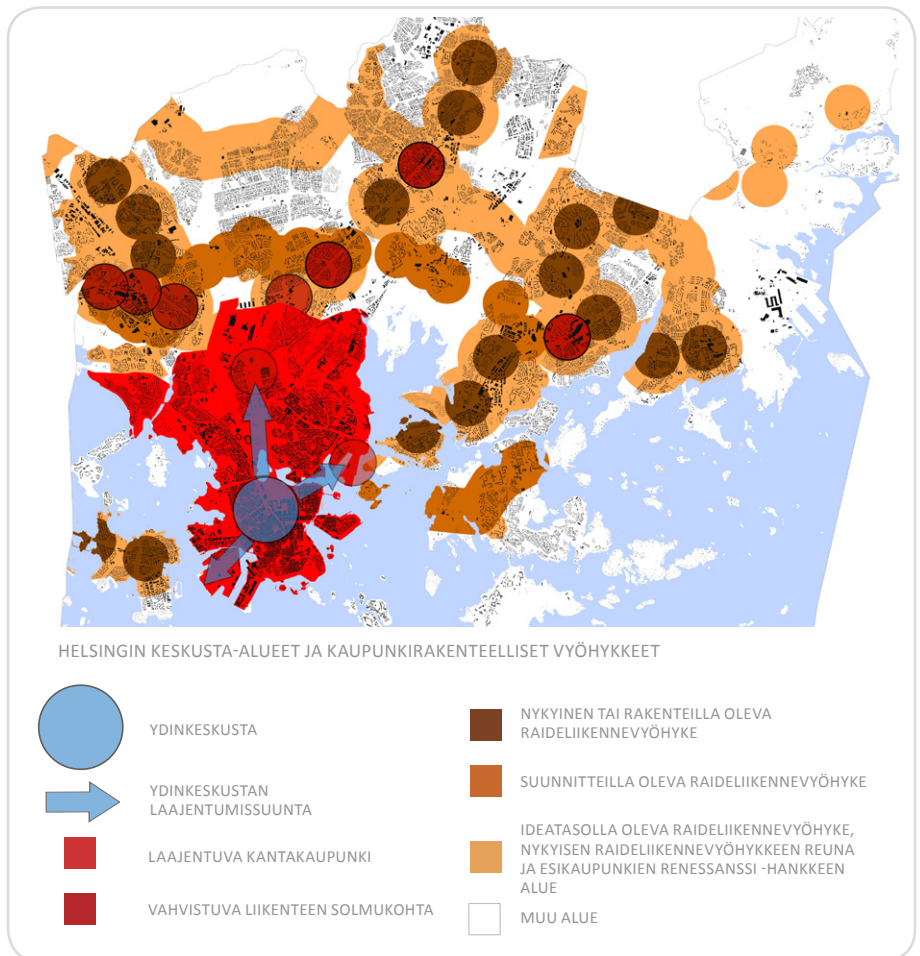 HELSINGIN KESKUSTA-ALUEET JA KAUPUNKIRAKENTEELLISET VYÖHYKKEET
YDINKESKUSTA
YDINKESKUSTAN
LAAJENTUMISSUUNTA
LAAJENTUVA KANTAKAUPUNKI
VAHVISTUVA LIIKENTEEN SOLMUKOHTA
NYKYINEN TAI RAKENTEILLA OLEVA
RAIDELIIKENNEVYÖHYKE
SUUNNITTEILLA OLEVA RAIDELIIKENNEVYÖHYKE
IDEATASOLLA OLEVA RAIDELIIKENNEVYÖHYKE,
NYKYISEN RAIDELIIKENNEVYÖHYKKEEN REUNA
JA ESIKAUPUNKIEN RENESSANSSI -HANKKEEN
ALUE
MUU ALUE